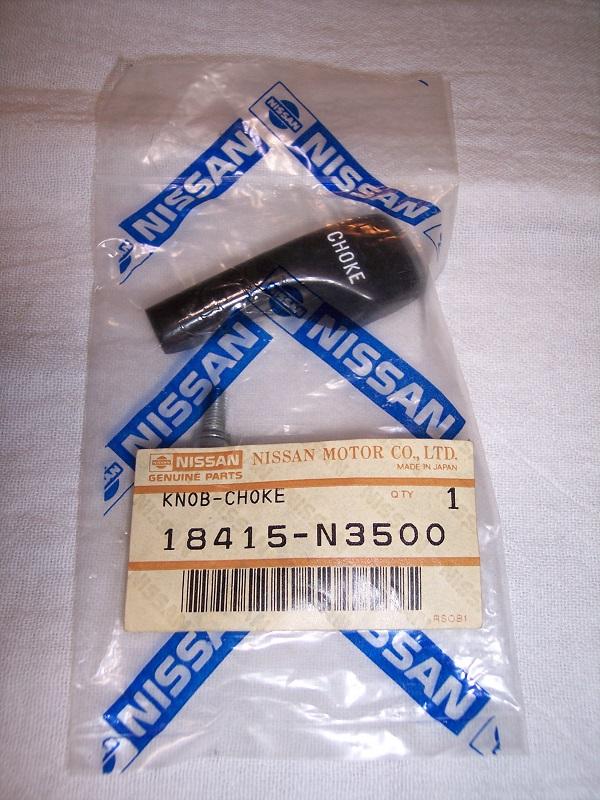 NISSAN
NISSAN
NISSAN
CHOKE
NISSAN
NISSAN
NISSAN NISSAN MOTOR CO., LTD.
GENUINE PARTS MADE IN JAPAN
KNOB-CHOKE QTY 1
18415-N3500
RSOB1
NISSAN
NISSAN